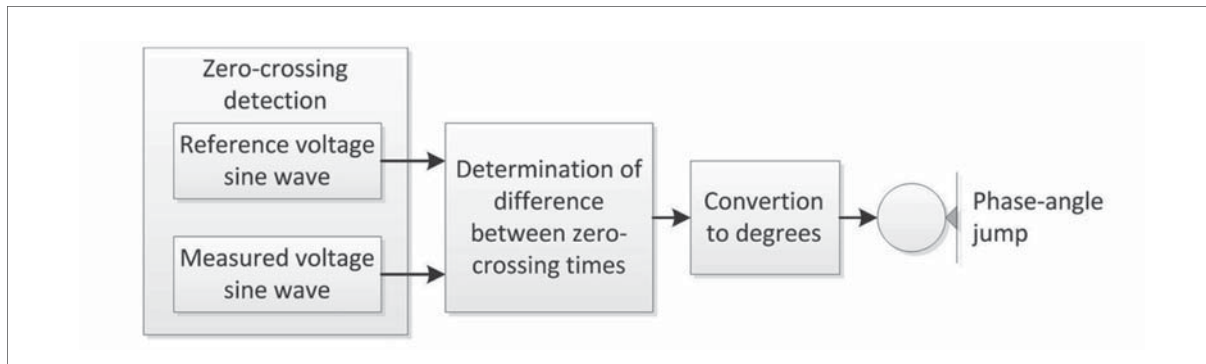 Zero-crossing
detection
Reference voltage
sine wave
Measured voltage
sine wave
Determination of
difference
between zero-
crossing times
Convertion
to degrees
Phase-angle
jump